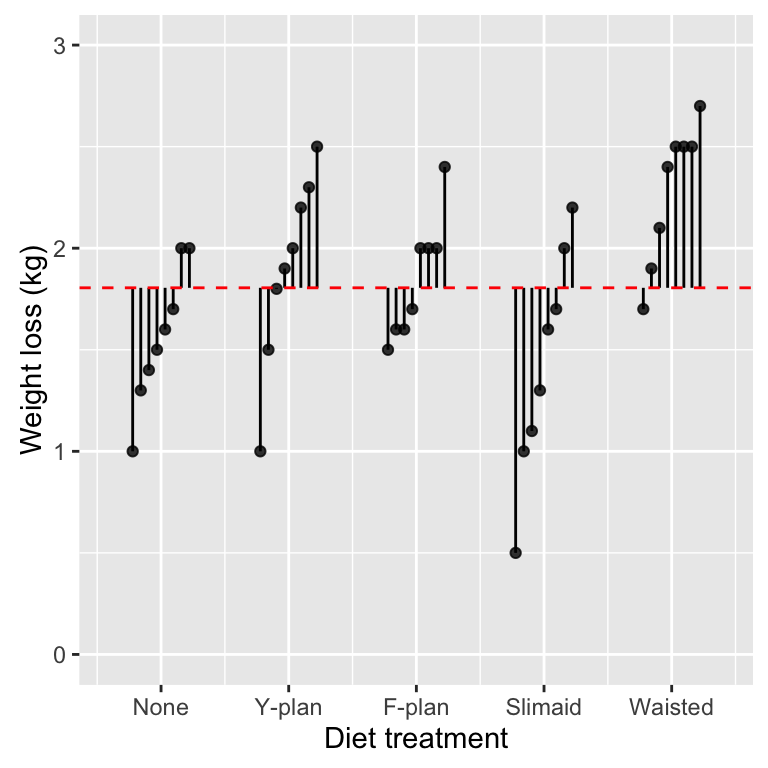 3
2
1
0
Weight loss (kg)
None Y-plan F-plan Slimaid Waisted
Diet treatment